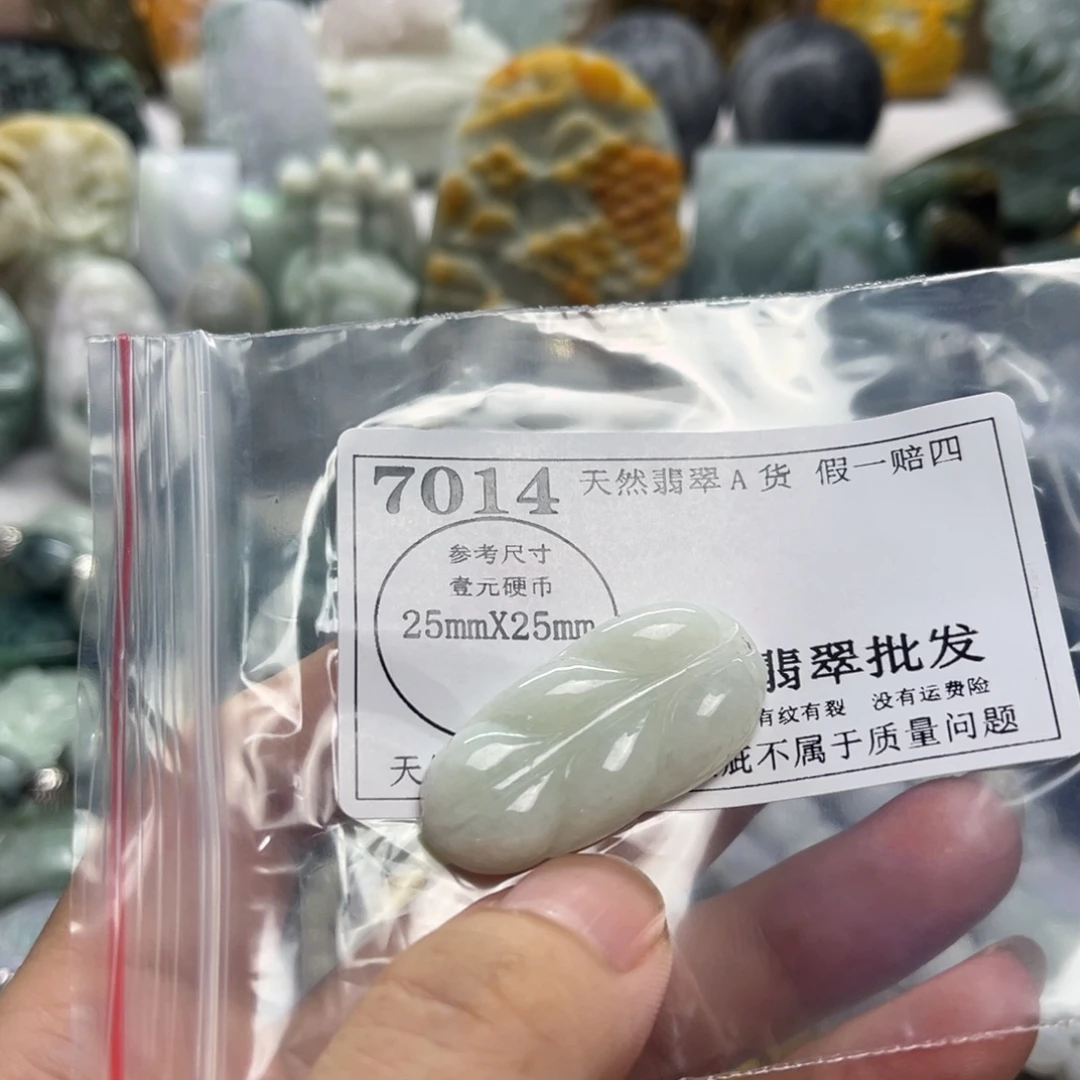 7014 天然翡翠A货 假一赔四
参考尺寸
壹元硬币
25mmX25mm
翡翠批发
有纹有裂 没有运费险
天
疵不属于质量问题